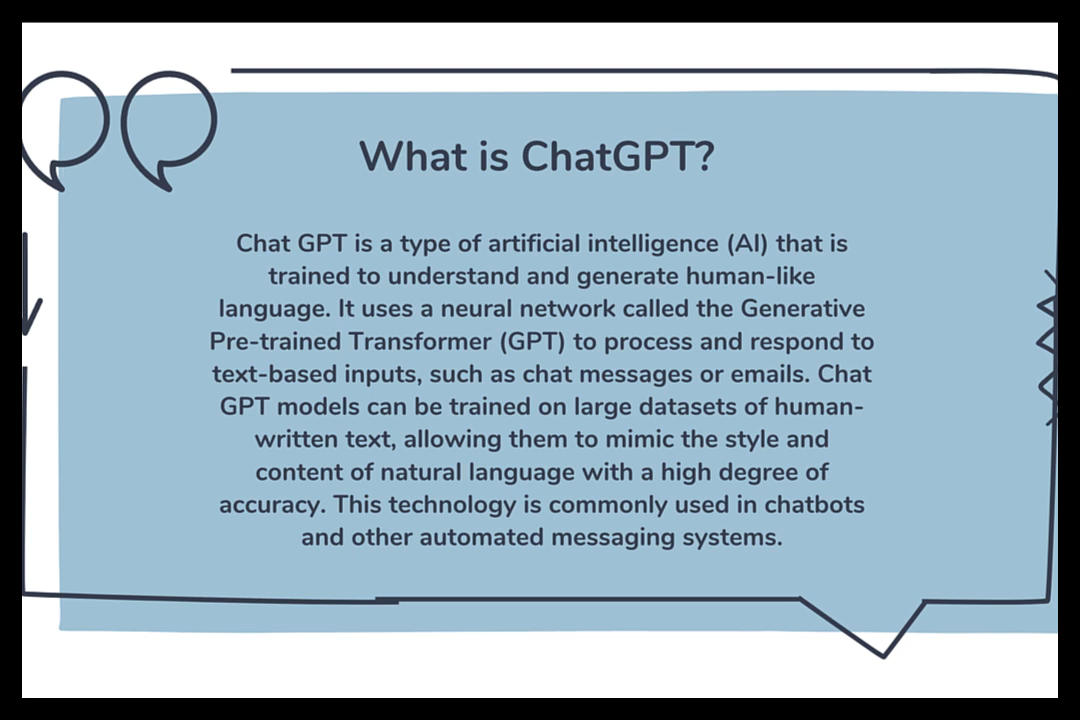 What is ChatGPT?
Chat GPT is a type of artificial intelligence (AI) that is
trained to understand and generate human-like
language. It uses a neural network called the Generative
Pre-trained Transformer (GPT) to process and respond to
text-based inputs, such as chat messages or emails. Chat
GPT models can be trained on large datasets of human-
written text, allowing them to mimic the style and
content of natural language with a high degree of
accuracy. This technology is commonly used in chatbots
and other automated messaging systems.